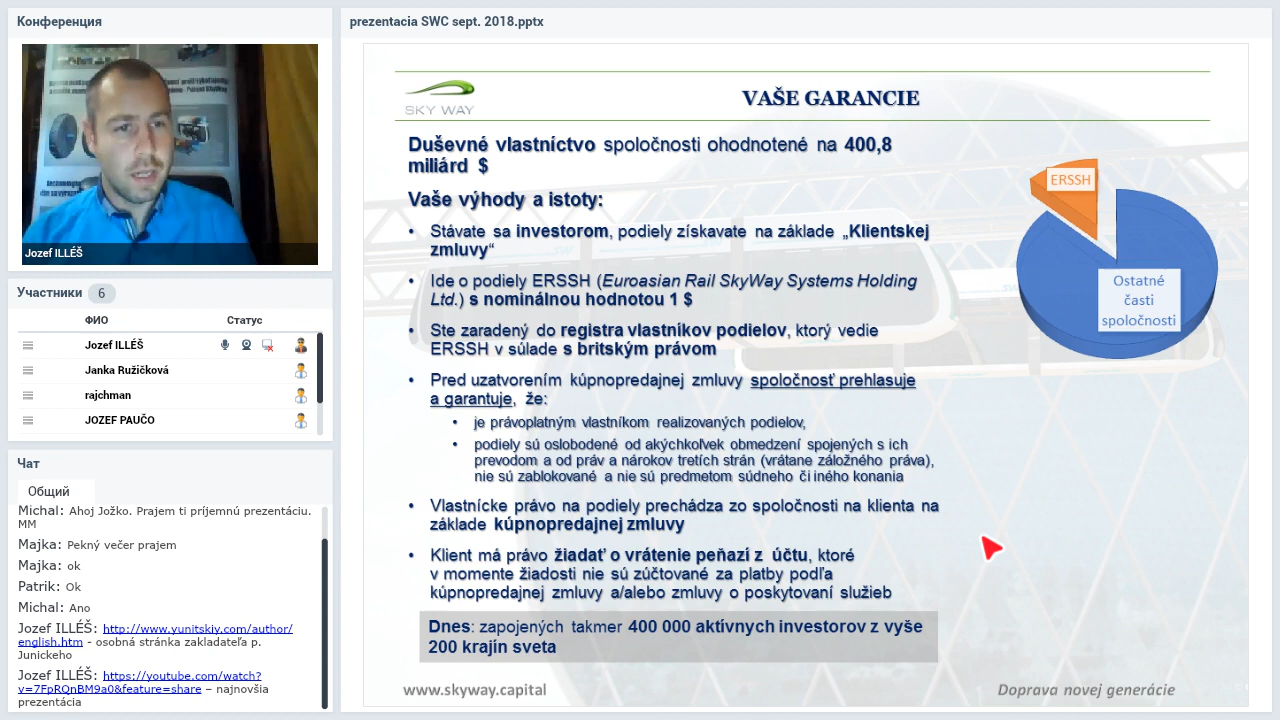 Конференция
Jozef ILLÉŠ
Участники 6
ФИО Статус
Jozef ILLÉŠ
Janka Ružičková
rajchman
JOZEF PAUČO
Чат
Общий
Michal: Ahoj Jožko. Prajem ti príjemnú prezentáciu.
MM
Majka: Pekný večer prajem
Majka: ok
Patrik: Ok
Michal: Ano
Jozef ILLÉŠ: http://www.yunitskiy.com/author/
english.htm - osobná stránka zakladateľa p.
Junickeho
Jozef ILLÉŠ: https://youtube.com/watch?
v=7FpRQnBM9a0&feature=share – najnovšia
prezentácia
prezentacia SWC sept. 2018.pptx
SKY WAY
VAŠE GARANCIE
Duševné vlastníctvo spoločnosti ohodnotené na 400,8
miliárd $
Vaše výhody a istoty:
• Stávate sa investorom, podiely získavate na základe „Klientskej
zmluvy“
• Ide o podiely ERSSH (Euroasian Rail SkyWay Systems Holding
Ltd.) s nominálnou hodnotou 1 $
• Ste zaradený do registra vlastníkov podielov, ktorý vedie
ERSSH v súlade s britským právom
• Pred uzatvorením kúpnopredajnej zmluvy spoločnosť prehlasuje
a garantuje, že:
• je právoplatným vlastníkom realizovaných podielov,
• podiely sú oslobodené od akýchkoľvek obmedzení spojených s ich
prevodom a od práv a nárokov tretích strán (vrátane záložného práva),
nie sú zablokované a nie sú predmetom súdneho či iného konania
• Vlastnícke právo na podiely prechádza zo spoločnosti na klienta na
základe kúpnopredajnej zmluvy
• Klient má právo žiadať o vrátenie peňazí z účtu, ktoré
v momente žiadosti nie sú zúčtované za platby podľa
kúpnopredajnej zmluvy a/alebo zmluvy o poskytovaní služieb
Dnes: zapojených takmer 400 000 aktívnych investorov z vyše
200 krajín sveta
ERSSH
Ostatné
časti
spoločnosti
www.skyway.capital
Doprava novej generácie